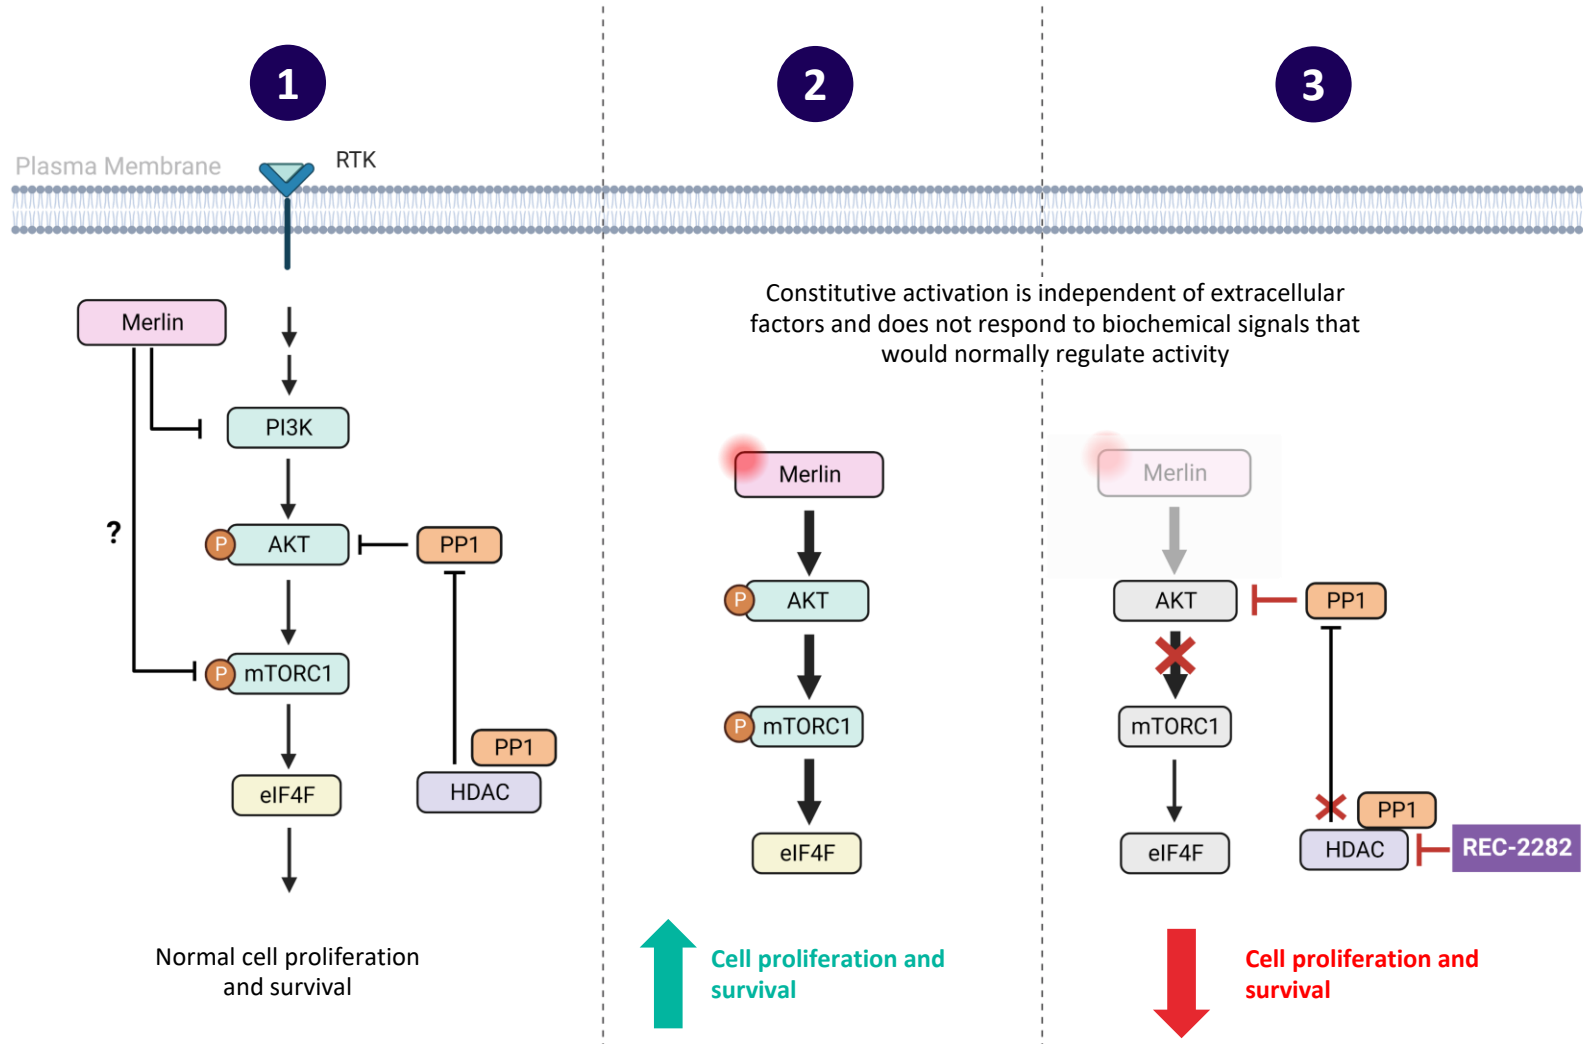 1
2
3
Plasma Membrane
RTK
Merlin
PI3K
?
P
AKT
PP1
P
mTORC1
PP1
HDAC
eIF4F
Normal cell proliferation
and survival
Constitutive activation is independent of extracellular
factors and does not respond to biochemical signals that
would normally regulate activity
Merlin
P
AKT
P
mTORC1
eIF4F
Cell proliferation and
survival
Merlin
AKT
PP1
mTORC1
PP1
HDAC
REC-2282
eIF4F
Cell proliferation and
survival